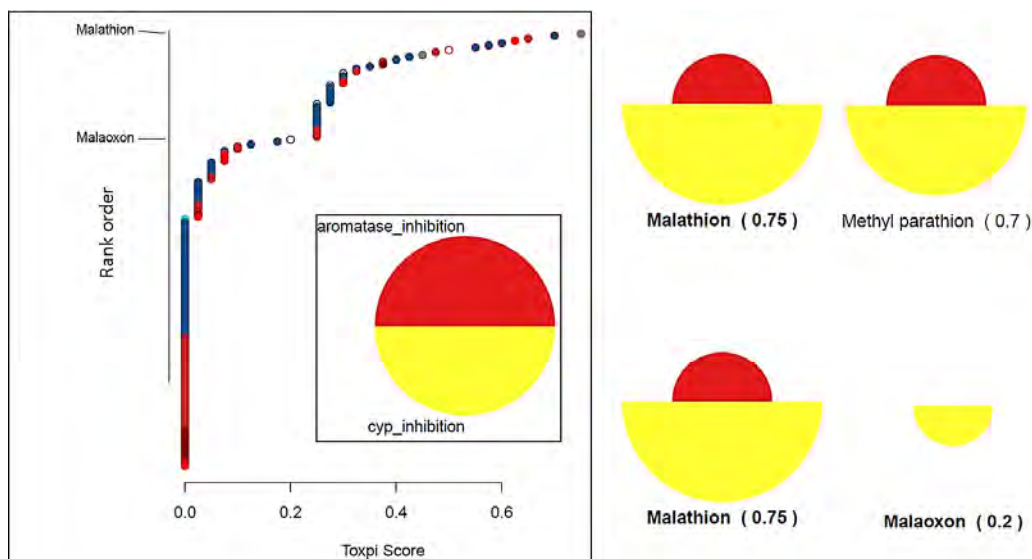 Malathion
Malaoxon
Rank order
aromatase_inhibition
cyp_inhibition
0.0 0.2 0.4 0.6
Toxpi Score
Malathion ( 0.75) Methyl parathion ( 0.7)
Malathion ( 0.75) Malaoxon ( 0.2)